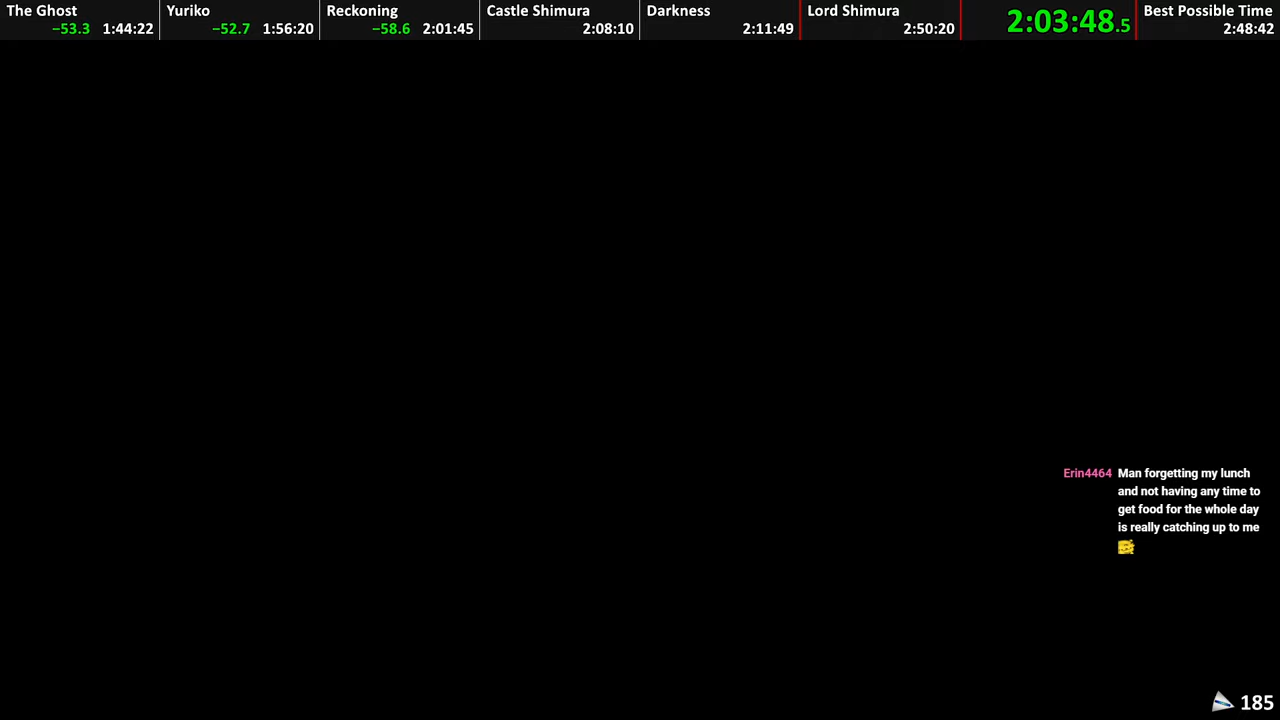 The Ghost
−53.3 1:44:22
Yuriko
−52.7 1:56:20
Reckoning
−58.6 2:01:45
Castle Shimura
2:08:10
Darkness
2:11:49
Lord Shimura
2:50:20
2:03:48.5
Best Possible Time
2:48:42
Erin4464 Man forgetting my lunch
and not having any time to
get food for the whole day
is really catching up to me
185